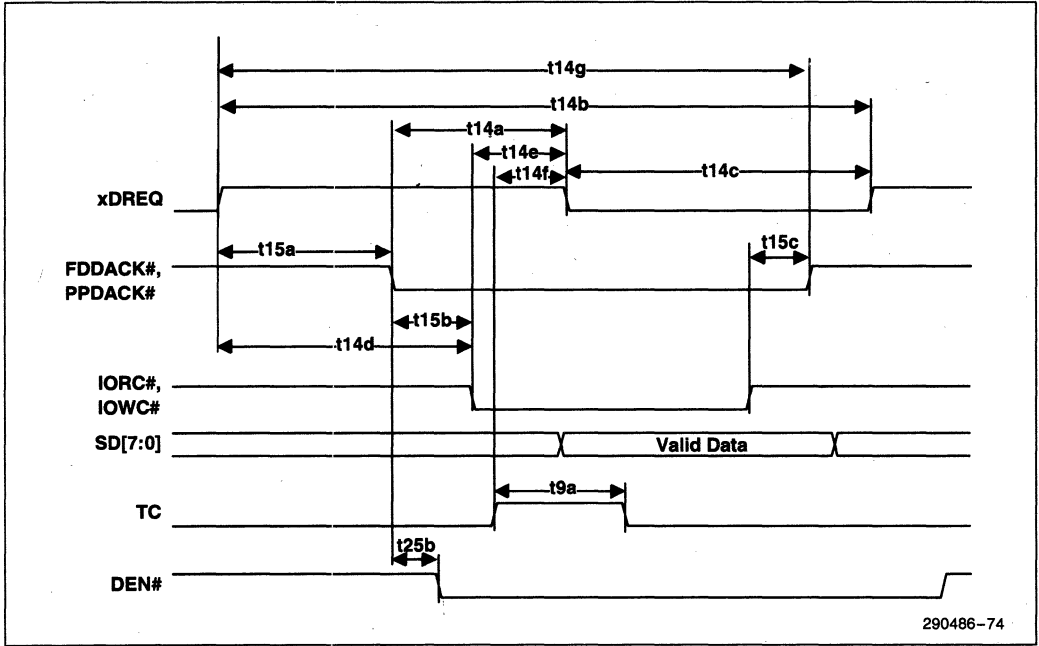 t14g
t14b
t14a
t14e
t14f
t14c
xDREQ
t15a
t15c
FDDACK#,
PPDACK#
t15b
t14d
IORC#,
IOWC#
SD[7:0]
Valid Data
t9a
TC
t25b
DEN#
290486-74